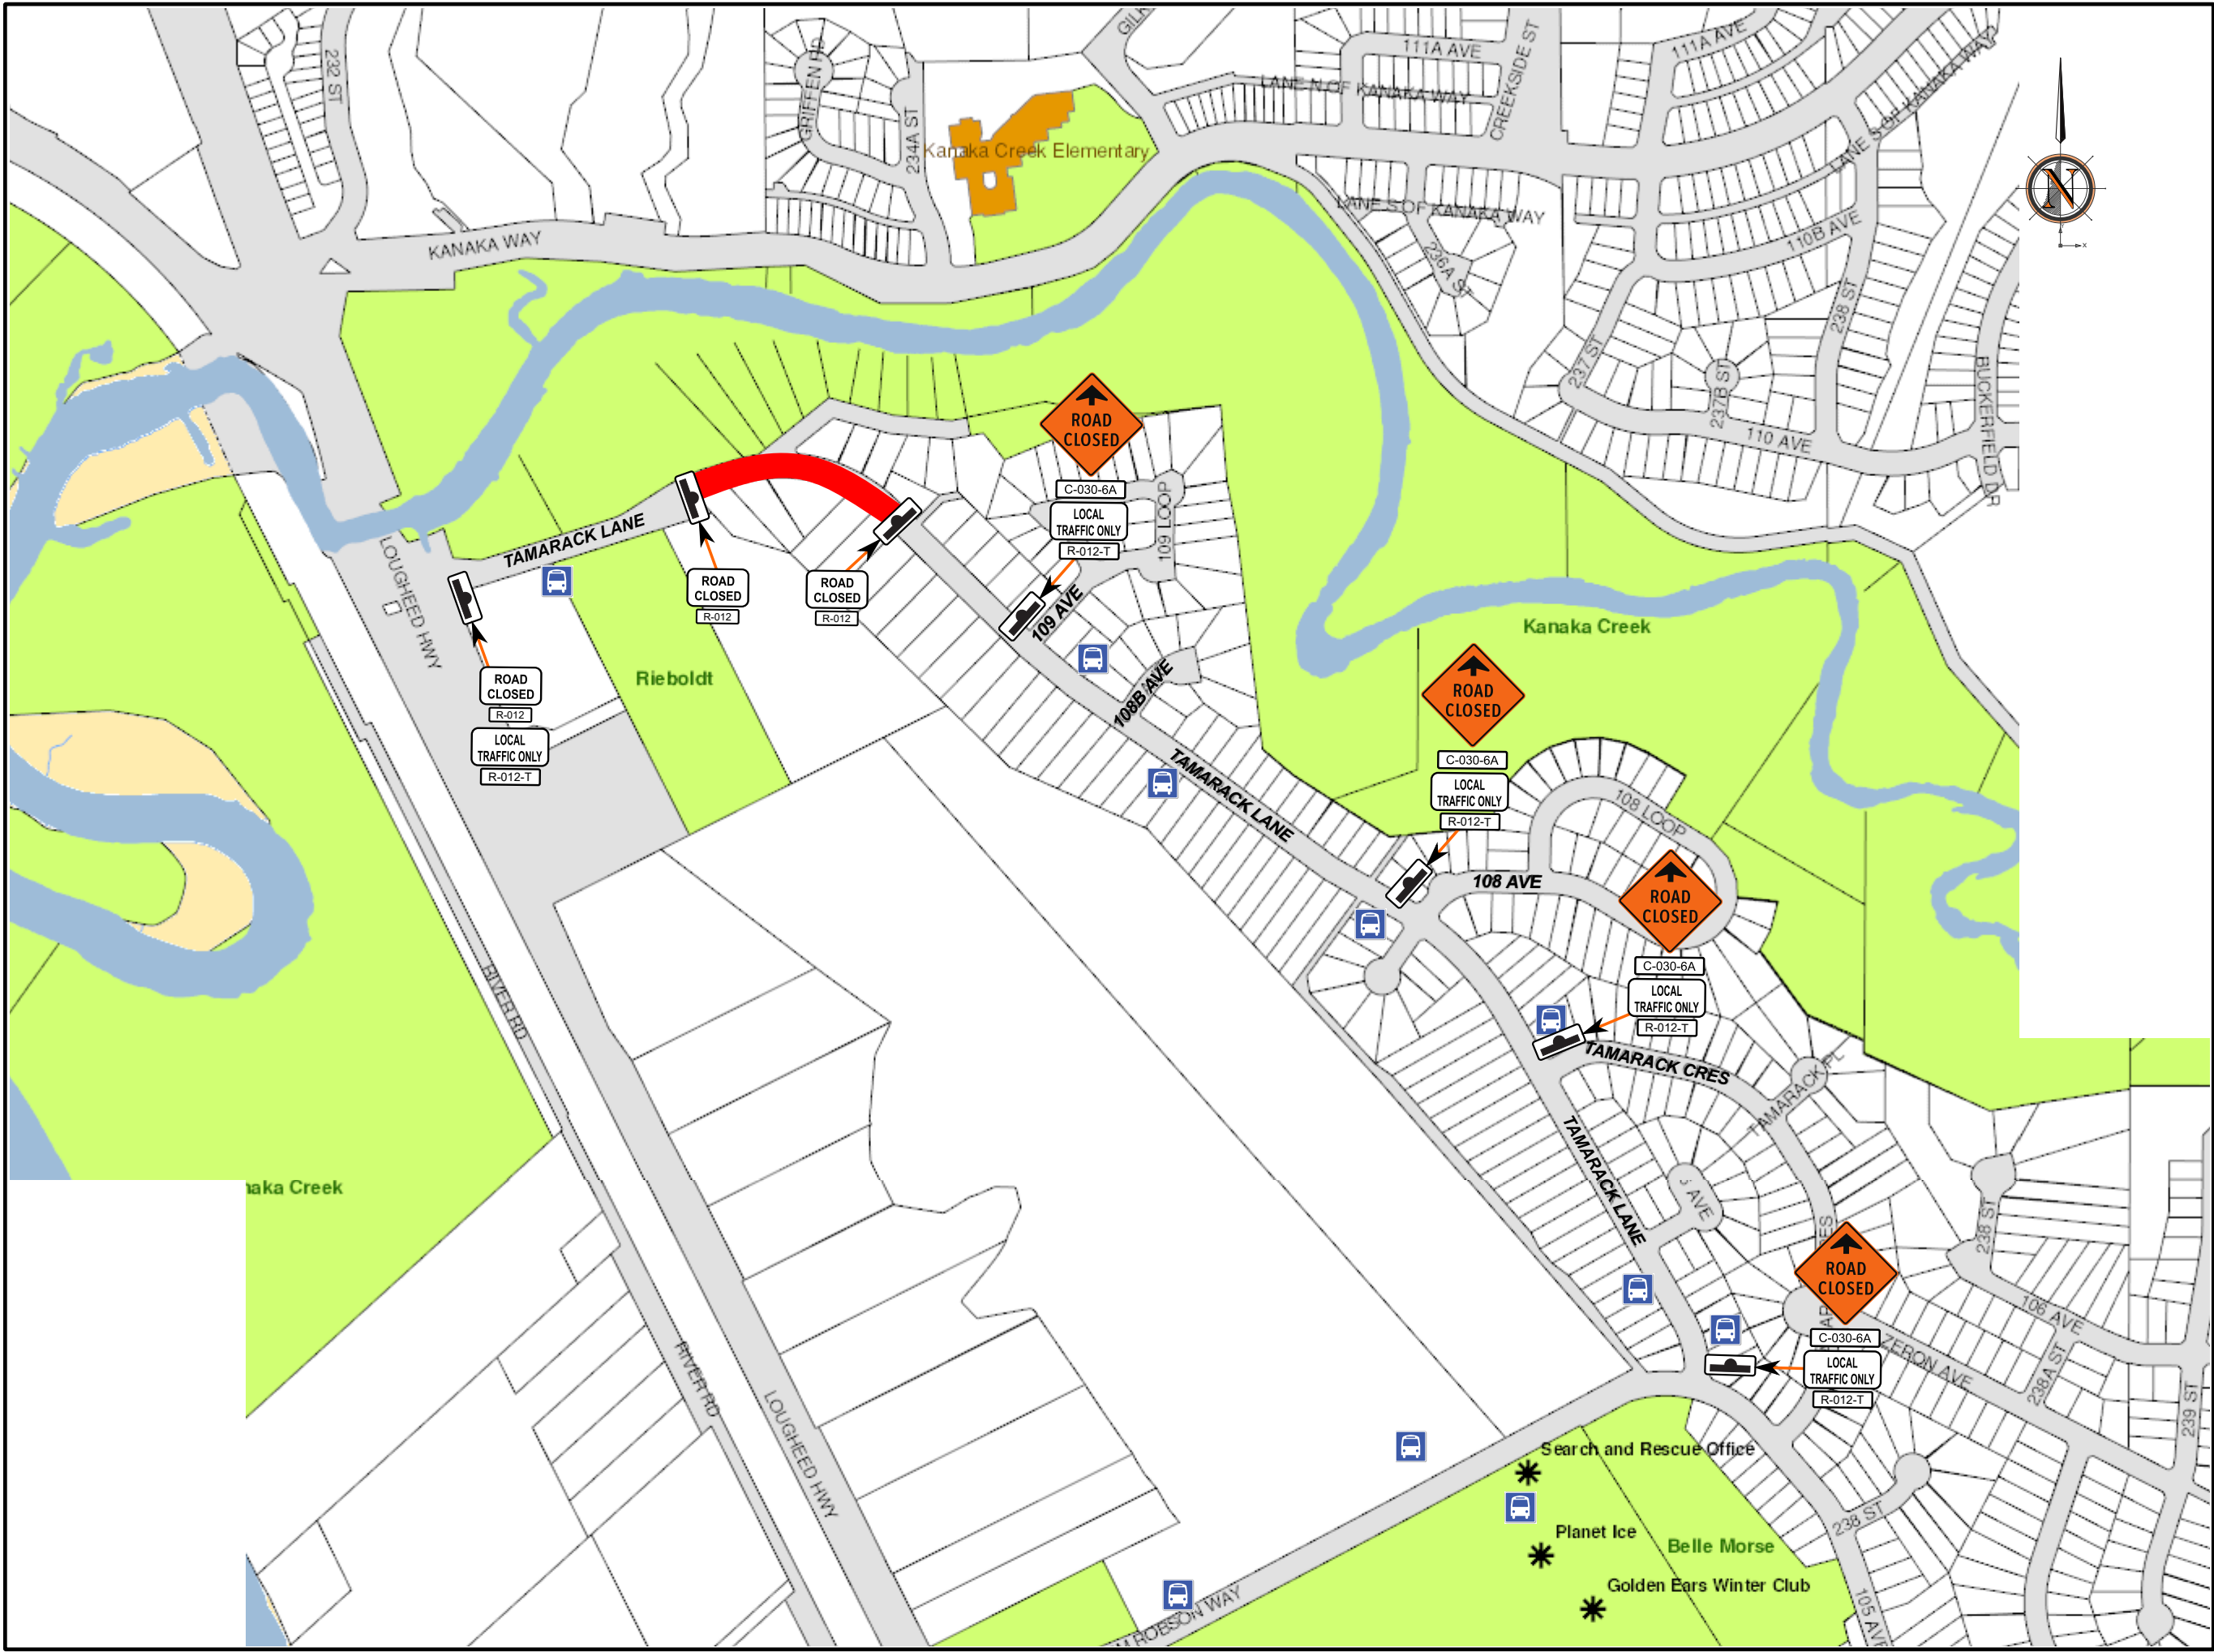 232 ST
GRIFFEN RD
234A ST
111A AVE
CREEKSIDE ST
111A AVE
LANE N OF KANAKA WAY
LANE S OF KANAKA WAY
Kanaka Creek Elementary
KANAKA WAY
LANE S OF KANAKA WAY
236A ST
110B AVE
238 ST
N
237 ST
237B ST
110 AVE
BUCKERFIELD DR
ROAD
CLOSED
C-030-6A
LOCAL
TRAFFIC ONLY
R-012-T
109 LOOP
TAMARACK LANE
LOUGHEED HWY
ROAD
CLOSED
R-012
ROAD
CLOSED
R-012
109 AVE
108B AVE
Rieboldt
ROAD
CLOSED
R-012
LOCAL
TRAFFIC ONLY
R-012-T
Kanaka Creek
ROAD
CLOSED
C-030-6A
LOCAL
TRAFFIC ONLY
R-012-T
TAMARACK LANE
108 LOOP
108 AVE
ROAD
CLOSED
C-030-6A
LOCAL
TRAFFIC ONLY
R-012-T
RIVER RD
TAMARACK CRES
TAMARACK PL
TAMARACK LANE
Creek
AVE
238 ST
ROAD
CLOSED
C-030-6A
LOCAL
TRAFFIC ONLY
R-012-T
106 AVE
ZERON AVE
238A ST
239 ST
RIVER RD
LOUGHEED HWY
Search and Rescue Office
Planet Ice
Belle Morse
238 ST
Golden Ears Winter Club
ROBSON WAY
105 AVE